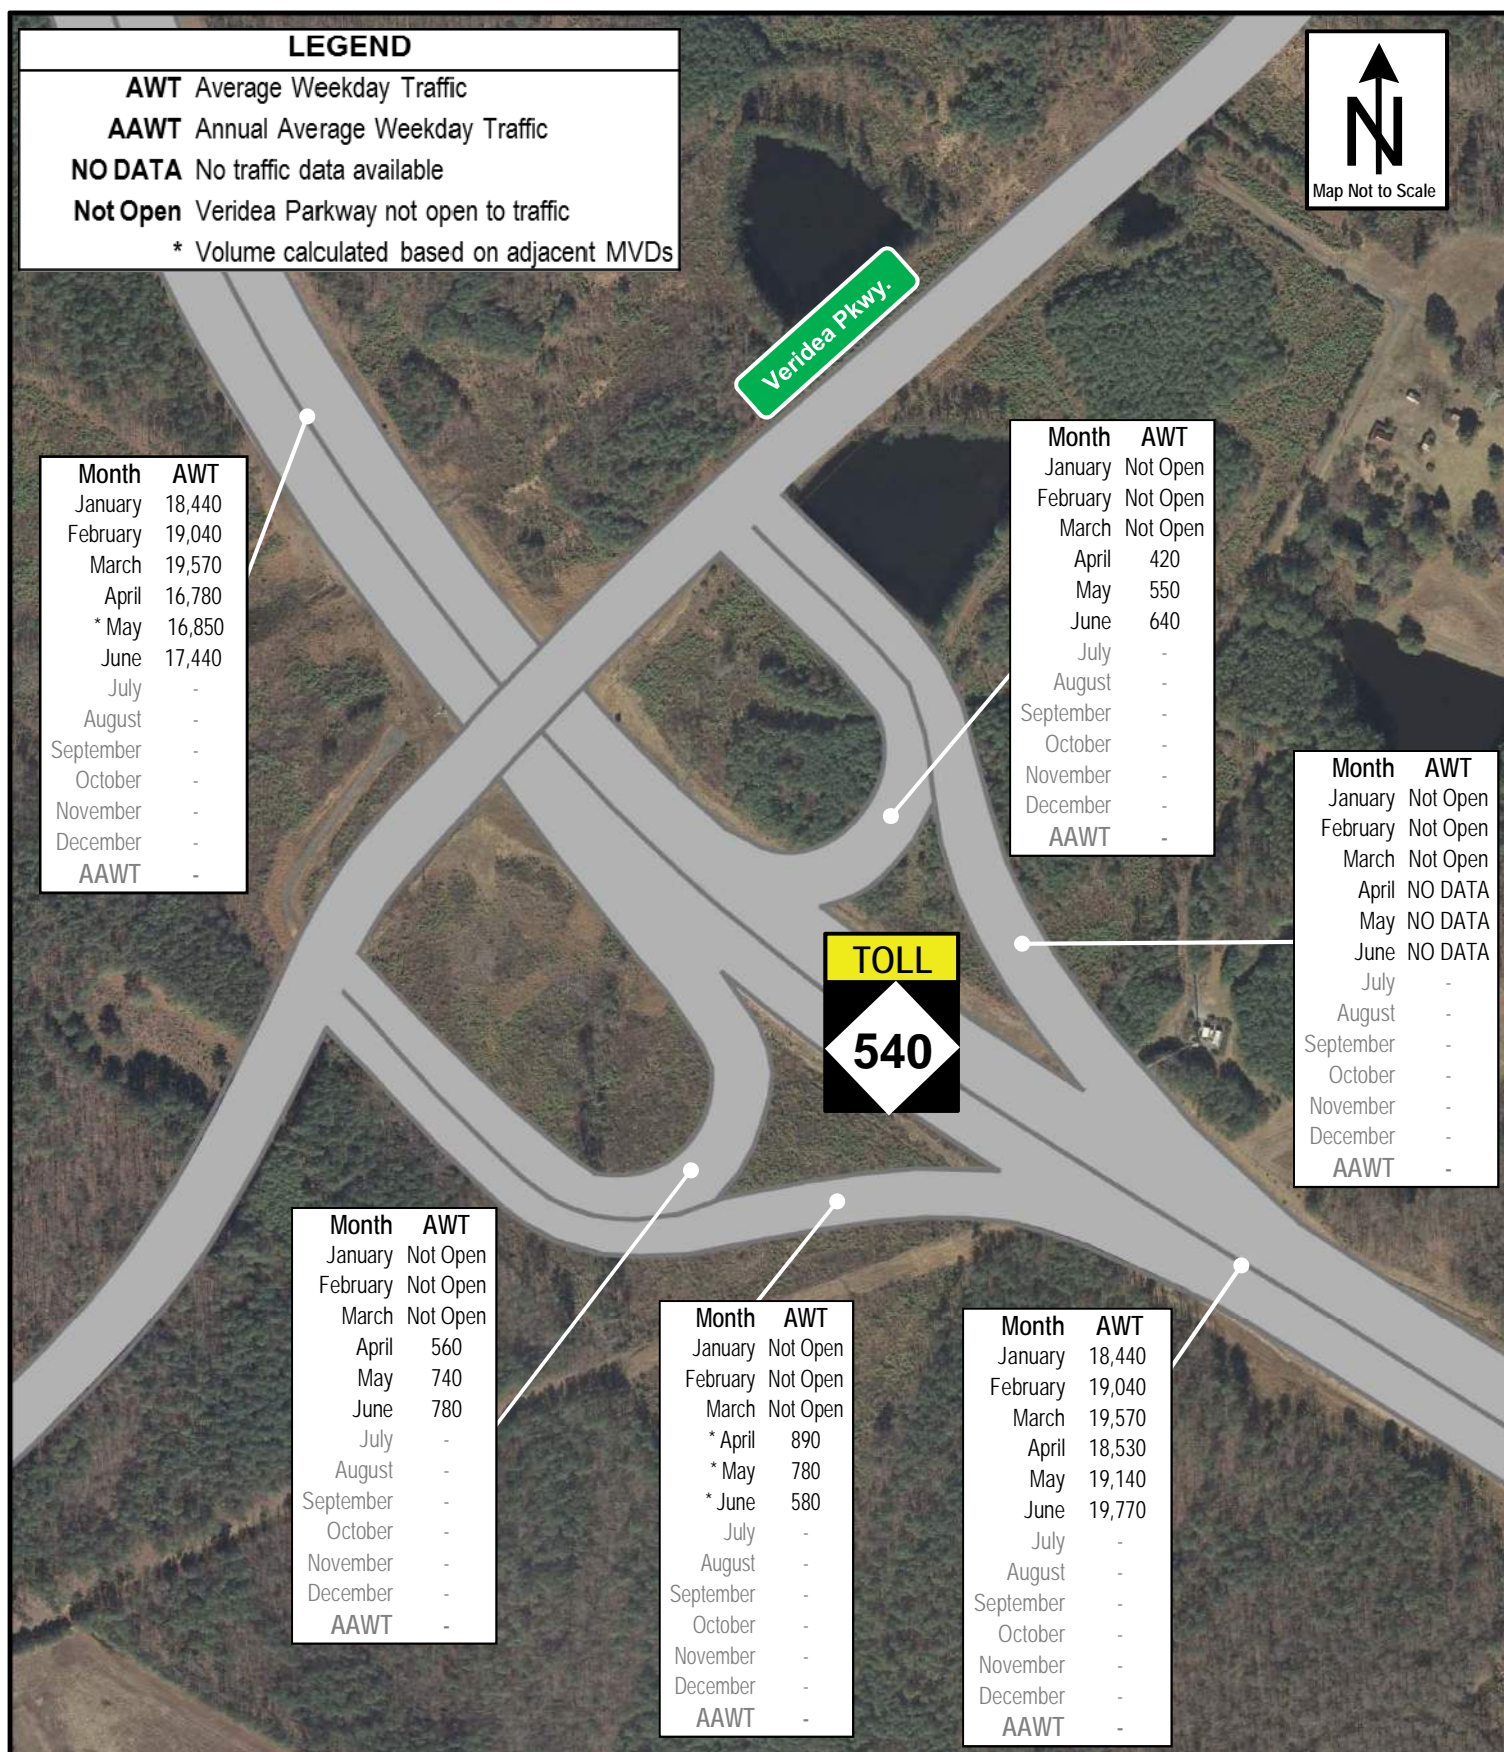 LEGEND
AWT Average Weekday Traffic
AAWT Annual Average Weekday Traffic
NO DATA No traffic data available
Not Open Veridea Parkway not open to traffic
* Volume calculated based on adjacent MVDs
N
Map Not to Scale
Veridea Pkwy.
Month AWT
January 18,440
February 19,040
March 19,570
April 16,780
* May 16,850
June 17,440
July -
August -
September -
October -
November -
December -
AAWT -
Month AWT
January Not Open
February Not Open
March Not Open
April 420
May 550
June 640
July -
August -
September -
October -
November -
December -
AAWT -
Month AWT
January Not Open
February Not Open
March Not Open
April NO DATA
May NO DATA
June NO DATA
July -
August -
September -
October -
November -
December -
AAWT -
TOLL
540
Month AWT
January Not Open
February Not Open
March Not Open
April 560
May 740
June 780
July -
August -
September -
October -
November -
December -
AAWT -
Month AWT
January Not Open
February Not Open
March Not Open
* April 890
* May 780
* June 580
July -
August -
September -
October -
November -
December -
AAWT -
Month AWT
January 18,440
February 19,040
March 19,570
April 18,530
May 19,140
June 19,770
July -
August -
September -
October -
November -
December -
AAWT -